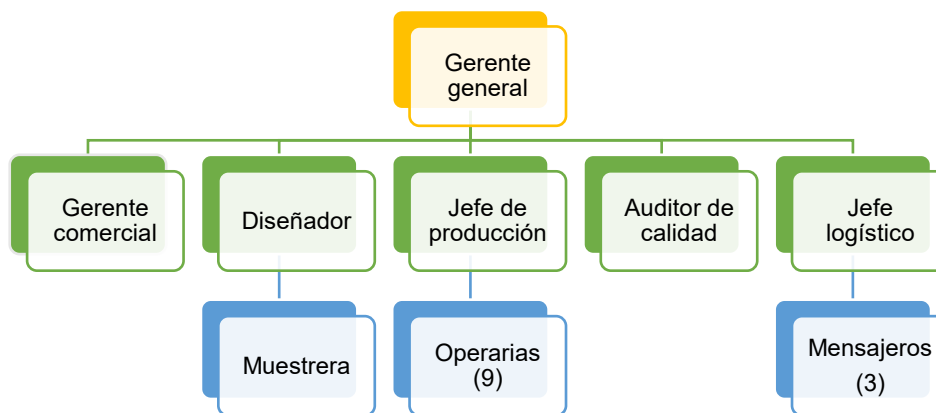 Gerente
general
Gerente
comercial
Diseñador
Jefe de
producción
Auditor de
calidad
Jefe
logístico
Muestrera
Operarias
(9)
Mensajeros
(3)